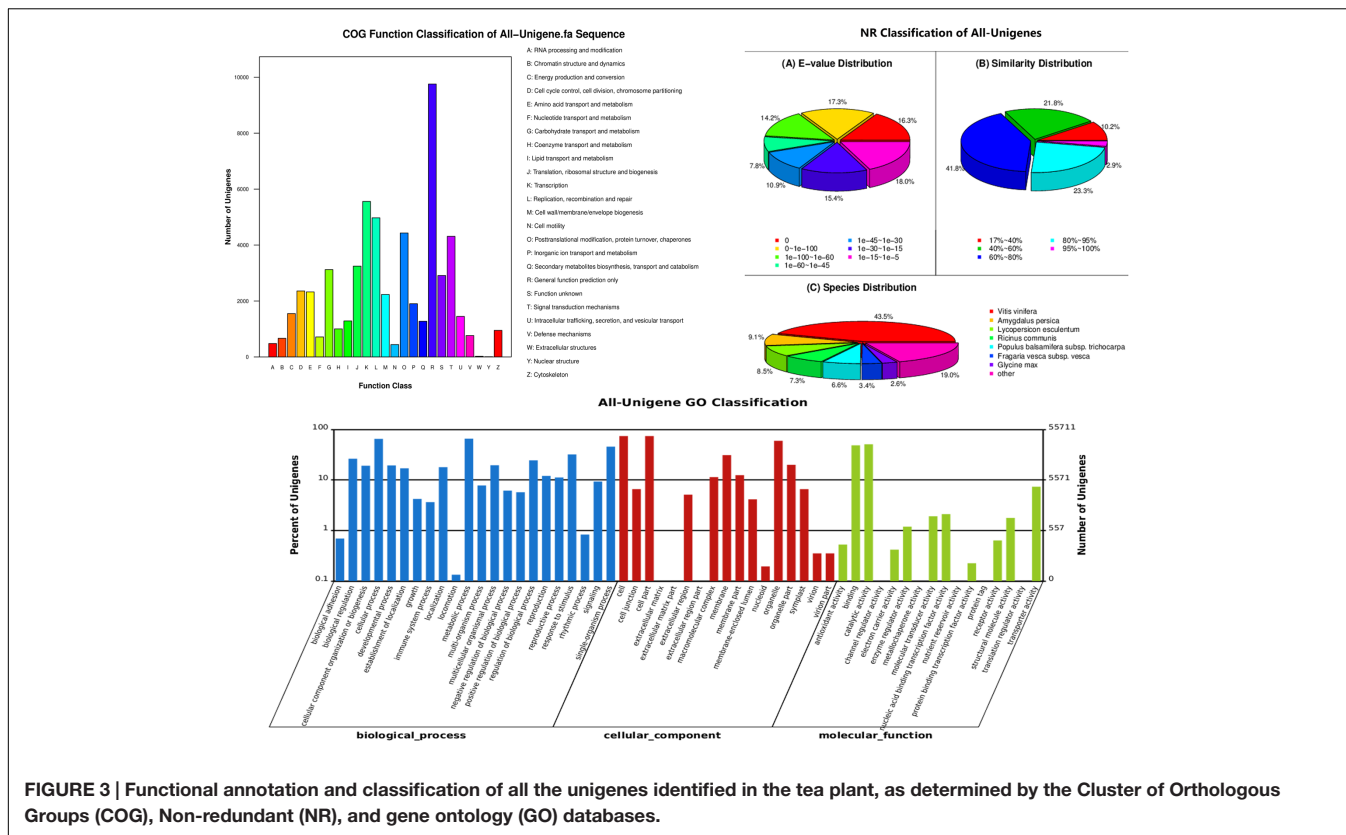 COG Function Classification of All-Unigene.fa Sequence
Number of Unigenes
10000
8000
6000
4000
2000
0
A B C D E F G H I J K L M N O P Q R S T U V W Y Z
Function Class
A: RNA processing and modification
B: Chromatin structure and dynamics
C: Energy production and conversion
D: Cell cycle control, cell division, chromosome partitioning
E: Amino acid transport and metabolism
F: Nucleotide transport and metabolism
G: Carbohydrate transport and metabolism
H: Coenzyme transport and metabolism
I: Lipid transport and metabolism
J: Translation, ribosomal structure and biogenesis
K: Transcription
L: Replication, recombination and repair
M: Cell wall/membrane/envelope biogenesis
N: Cell motility
O: Posttranslational modification, protein turnover, chaperones
P: Inorganic ion transport and metabolism
Q: Secondary metabolites biosynthesis, transport and catabolism
R: General function prediction only
S: Function unknown
T: Signal transduction mechanisms
U: Intracellular trafficking, secretion, and vesicular transport
V: Defense mechanisms
W: Extracellular structures
Y: Nuclear structure
Z: Cytoskeleton
NR Classification of All-Unigenes
(A) E-value Distribution
17.3%
16.3%
14.2%
7.8%
10.9%
15.4%
18.0%
0
0~1e-100
1e-100~1e-60
1e-60~1e-45
1e-45~1e-30
1e-30~1e-15
1e-15~1e-5
(B) Similarity Distribution
21.8%
10.2%
2.9%
41.8%
23.3%
17%~40%
40%~60%
60%~80%
80%~95%
95%~100%
(C) Species Distribution
43.5%
9.1%
8.5%
7.3%
6.6%
3.4%
2.6%
19.0%
Vitis vinifera
Amygdalus persica
Lycopersicon esculentum
Ricinus communis
Populus balsamifera subsp. trichocarpa
Fragaria vesca subsp. vesca
Glycine max
other
All-Unigene GO Classification
Percent of Unigenes
100
10
1
0.1
Number of Unigenes
55711
5571
557
0
biological adhesion
biological regulation
cellular component organization or biogenesis
cellular process
developmental process
establishment of localization
growth
immune system process
localization
locomotion
metabolic process
multi-organism process
multicellular organismal process
negative regulation of biological process
positive regulation of biological process
regulation of biological process
reproduction
reproductive process
response to stimulus
rhythmic process
signaling
single-organism process
cell
cell junction
cell part
extracellular matrix
extracellular matrix part
extracellular region
extracellular region part
macromolecular complex
membrane
membrane part
membrane-enclosed lumen
nucleoid
organelle
organelle part
symplast
virion
virion part
antioxidant activity
binding
catalytic activity
channel regulator activity
electron carrier activity
enzyme regulator activity
metallochaperone activity
molecular transducer activity
nucleic acid binding transcription factor activity
nutrient reservoir activity
protein binding transcription factor activity
protein tag
receptor activity
structural molecule activity
translation regulator activity
transporter activity
biological_process
cellular_component
molecular_function
FIGURE 3 | Functional annotation and classification of all the unigenes identified in the tea plant, as determined by the Cluster of Orthologous
Groups (COG), Non-redundant (NR), and gene ontology (GO) databases.